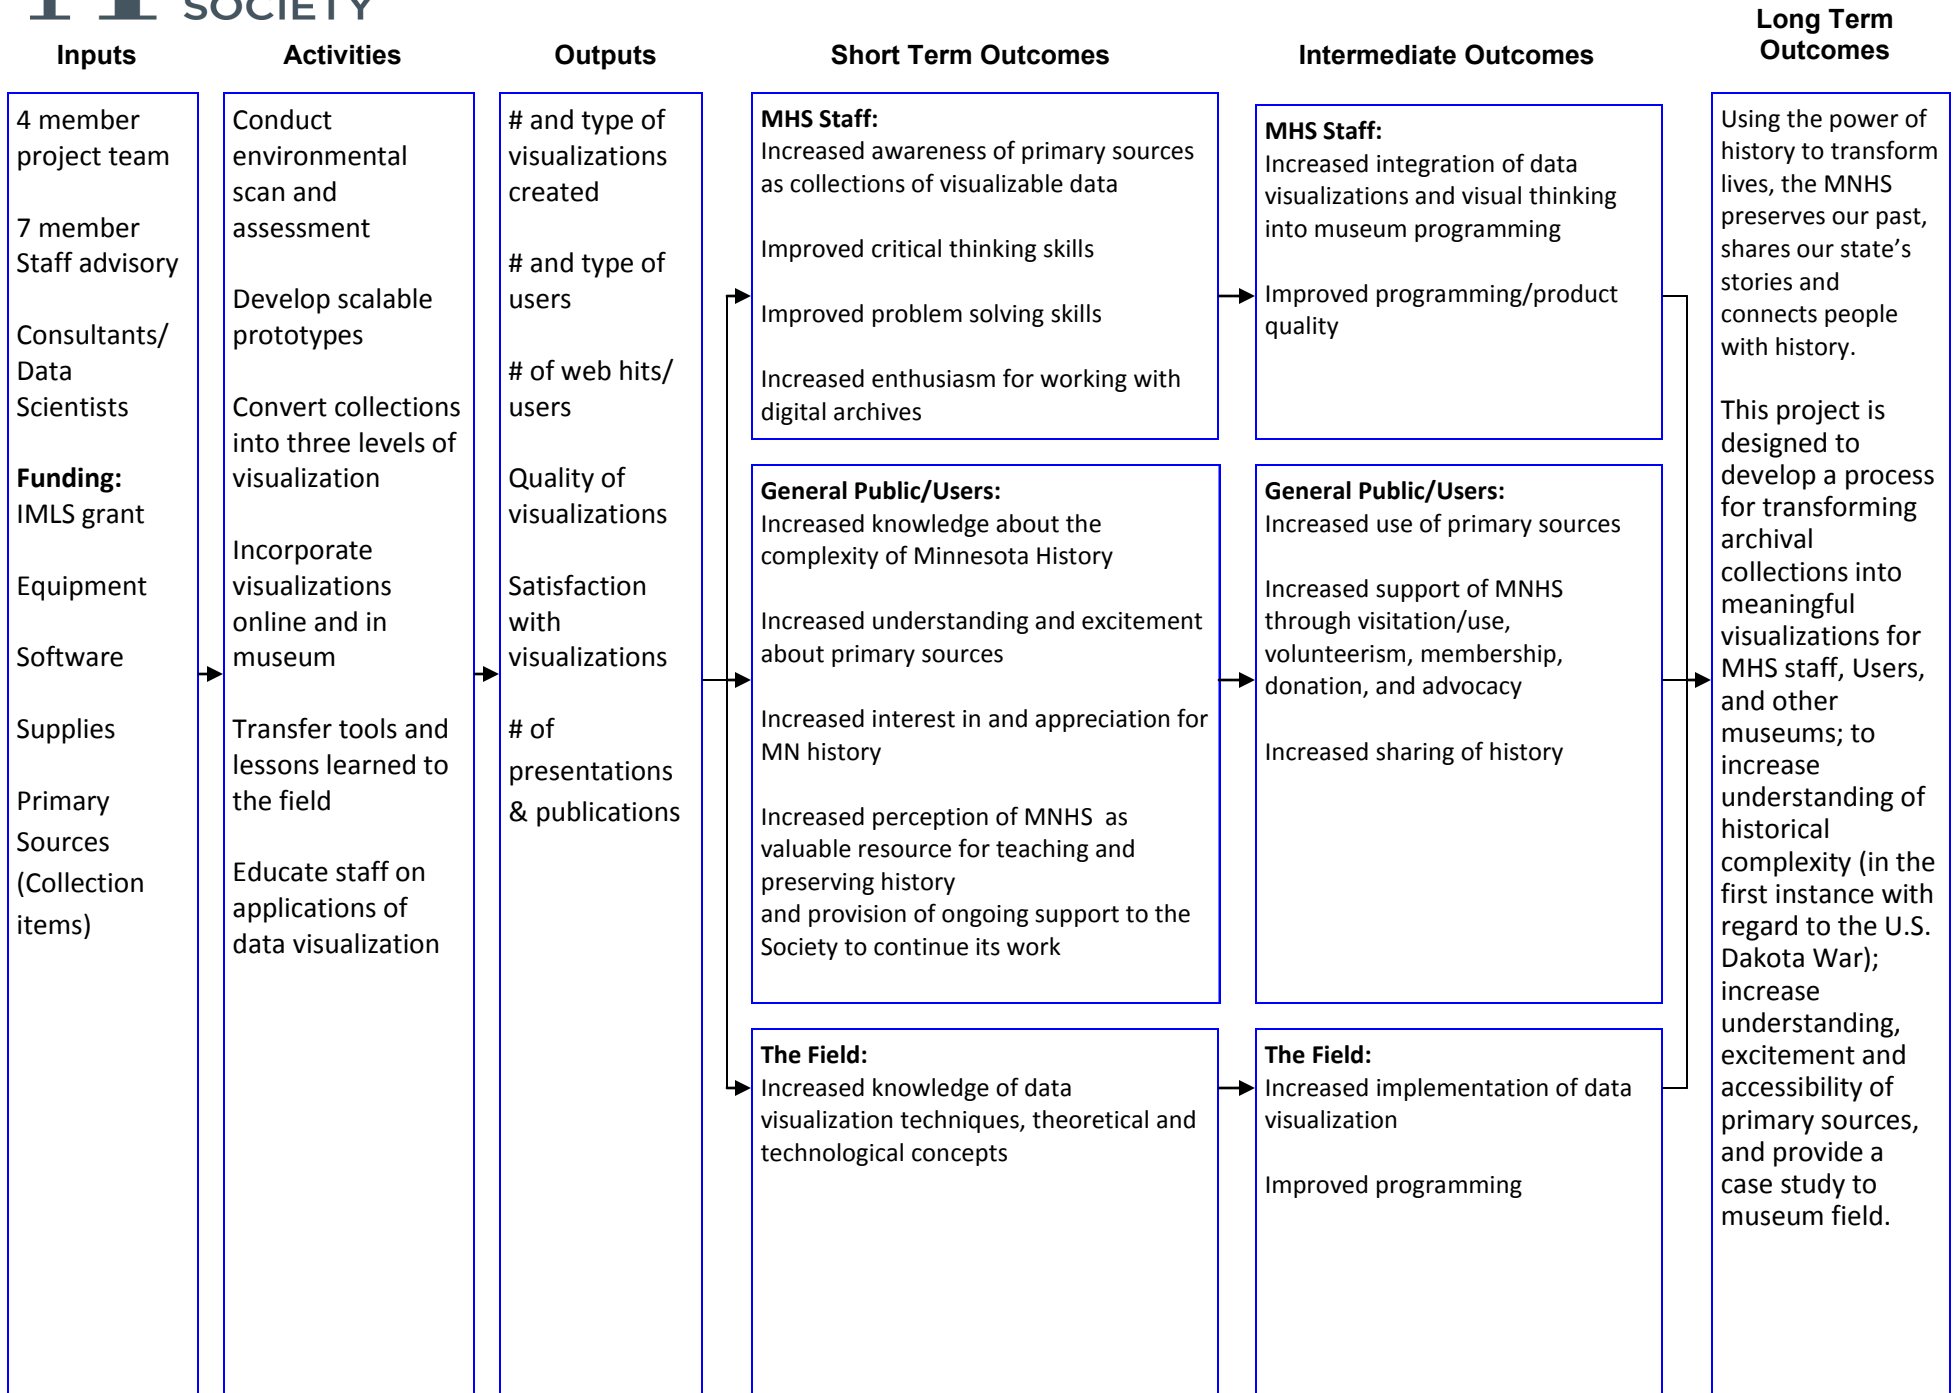 SOCIETY
Inputs
Activities
Outputs
Short Term Outcomes
Intermediate Outcomes
Long Term
Outcomes
4 member
project team
7 member
Staff advisory
Consultants/
Data
Scientists
Funding:
IMLS grant
Equipment
Software
Supplies
Primary
Sources
(Collection
items)
Conduct
environmental
scan and
assessment
Develop scalable
prototypes
Convert collections
into three levels of
visualization
Incorporate
visualizations
online and in
museum
Transfer tools and
lessons learned to
the field
Educate staff on
applications of
data visualization
# and type of
visualizations
created
# and type of
users
# of web hits/
users
Quality of
visualizations
Satisfaction
with
visualizations
# of
presentations
& publications
MHS Staff:
Increased awareness of primary sources
as collections of visualizable data
Improved critical thinking skills
Improved problem solving skills
Increased enthusiasm for working with
digital archives
General Public/Users:
Increased knowledge about the
complexity of Minnesota History
Increased understanding and excitement
about primary sources
Increased interest in and appreciation for
MN history
Increased perception of MNHS as
valuable resource for teaching and
preserving history
and provision of ongoing support to the
Society to continue its work
The Field:
Increased knowledge of data
visualization techniques, theoretical and
technological concepts
MHS Staff:
Increased integration of data
visualizations and visual thinking
into museum programming
Improved programming/product
quality
General Public/Users:
Increased use of primary sources
Increased support of MNHS
through visitation/use,
volunteerism, membership,
donation, and advocacy
Increased sharing of history
The Field:
Increased implementation of data
visualization
Improved programming
Using the power of
history to transform
lives, the MNHS
preserves our past,
shares our state’s
stories and
connects people
with history.
This project is
designed to
develop a process
for transforming
archival
collections into
meaningful
visualizations for
MHS staff, Users,
and other
museums; to
increase
understanding of
historical
complexity (in the
first instance with
regard to the U.S.
Dakota War);
increase
understanding,
excitement and
accessibility of
primary sources,
and provide a
case study to
museum field.